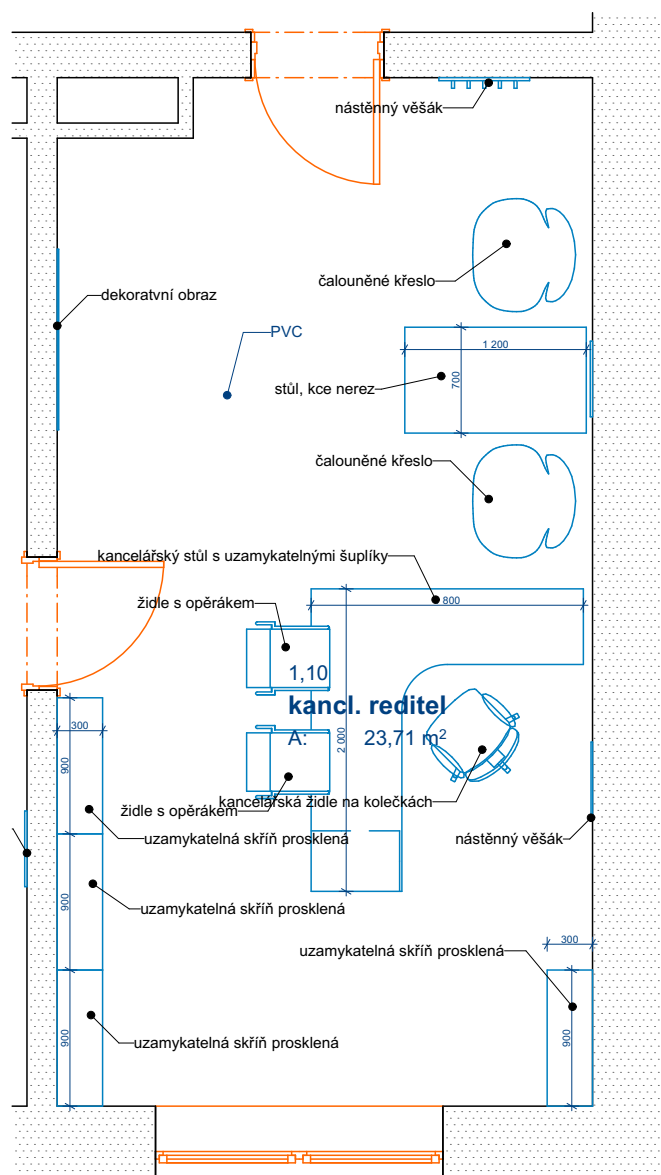 nástěnný věšák
čalouněné křeslo
dekoratvní obraz
PVC
1 200
700
stůl, kce nerez
čalouněné křeslo
kancelářský stůl s uzamykatelnými šuplíky
800
židle s opěrákem
1,10
kancl. reditel
A: 23,71 m²
300
900
2 000
kancelářská židle na kolečkách
židle s opěrákem
uzamykatelná skříň prosklená
nástěnný věšák
900
uzamykatelná skříň prosklená
300
uzamykatelná skříň prosklená
900
uzamykatelná skříň prosklená
900